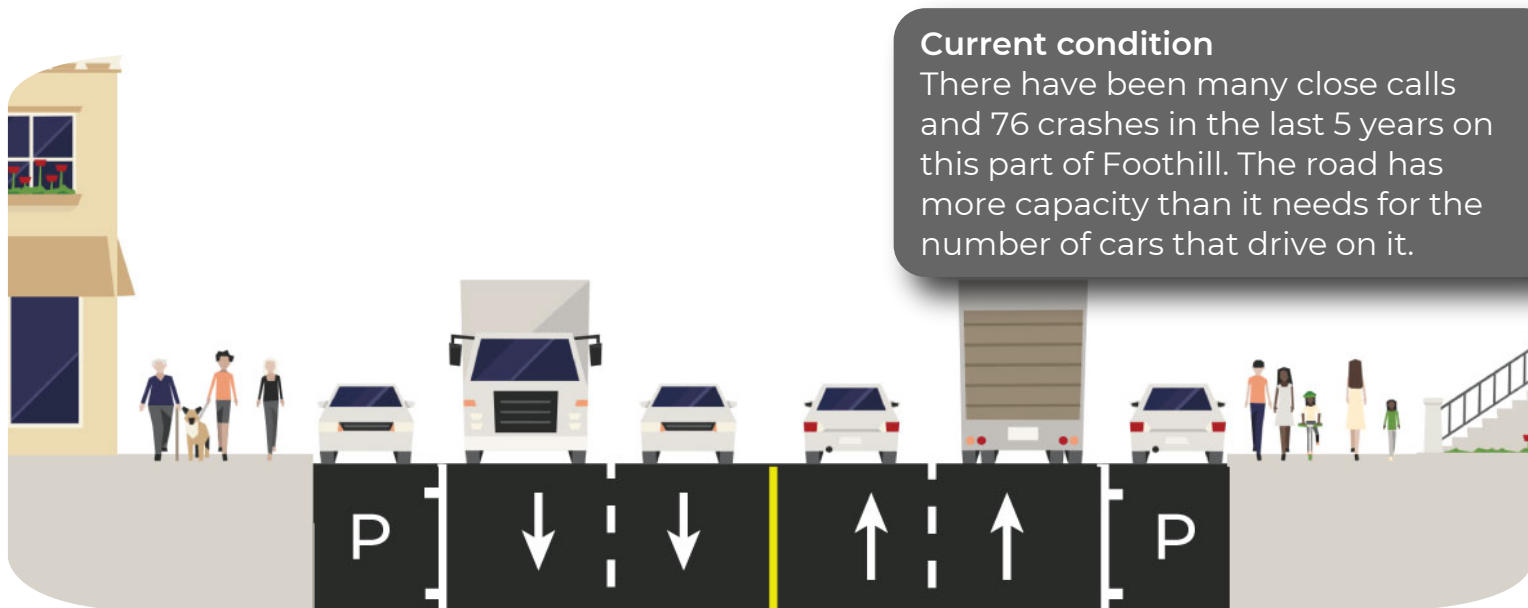 Current condition
There have been many close calls
and 76 crashes in the last 5 years on
this part of Foothill. The road has
more capacity than it needs for the
number of cars that drive on it.
P
P